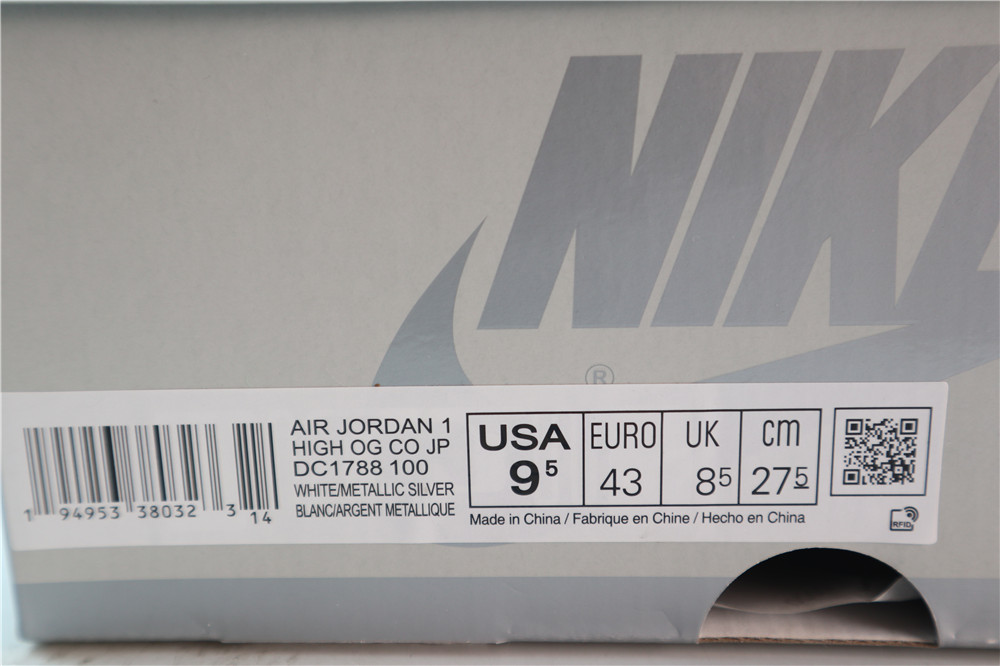 NIKE
®
AIR JORDAN 1
HIGH OG CO JP
DC1788 100
WHITE/METALLIC SILVER
BLANC/ARGENT METALLIQUE
1 94953 38032 3 14
USA EURO UK cm
9⁵ 43 8⁵ 27⁵
Made in China / Fabrique en Chine / Hecho en China
RFID